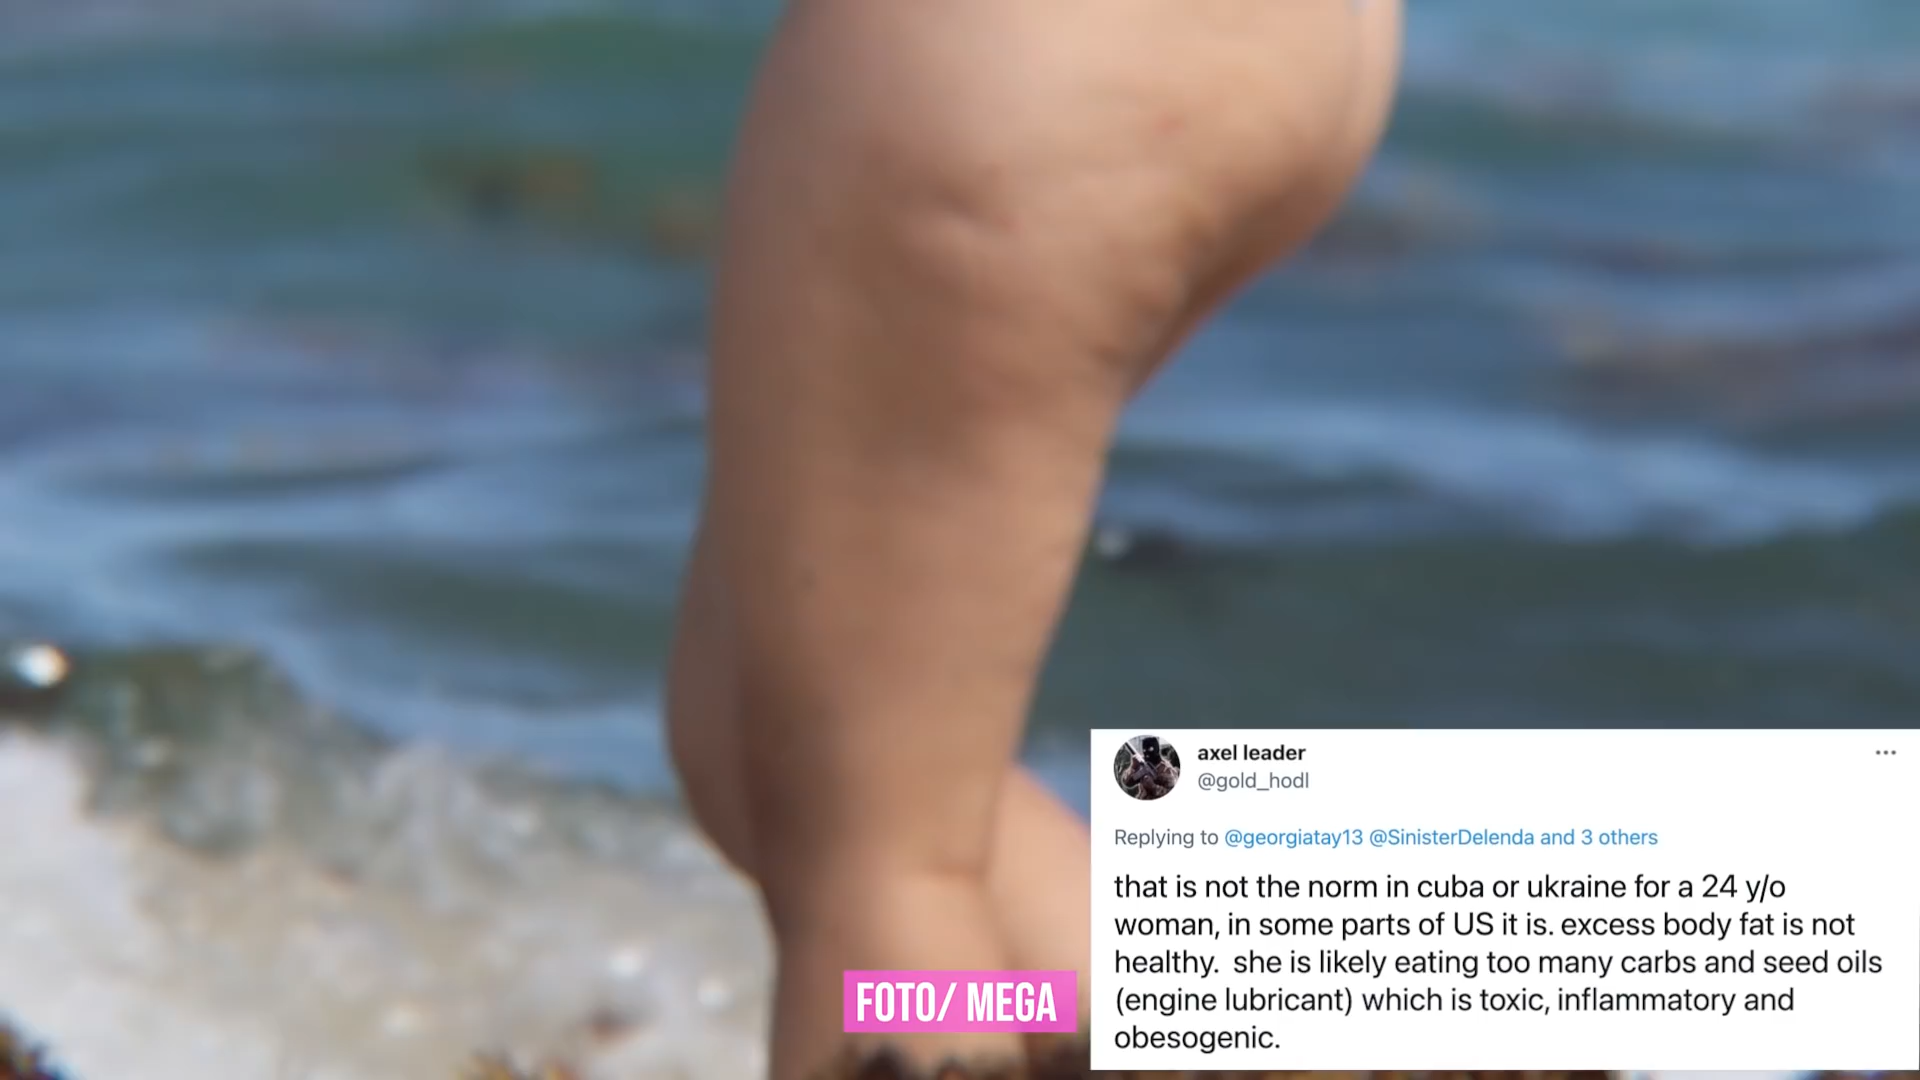 axel leader
@gold_hodl
Replying to @georgiatay13 @SinisterDelenda and 3 others
that is not the norm in cuba or ukraine for a 24 y/o
woman, in some parts of US it is. excess body fat is not
healthy.  she is likely eating too many carbs and seed oils
(engine lubricant) which is toxic, inflammatory and
obesogenic.
FOTO/ MEGA